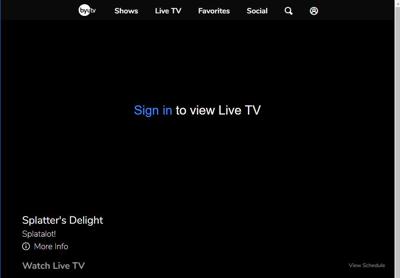 byutv Shows Live TV Favorites Social
Sign in to view Live TV
Splatter's Delight
Splatalot!
More Info
Watch Live TV View Schedule